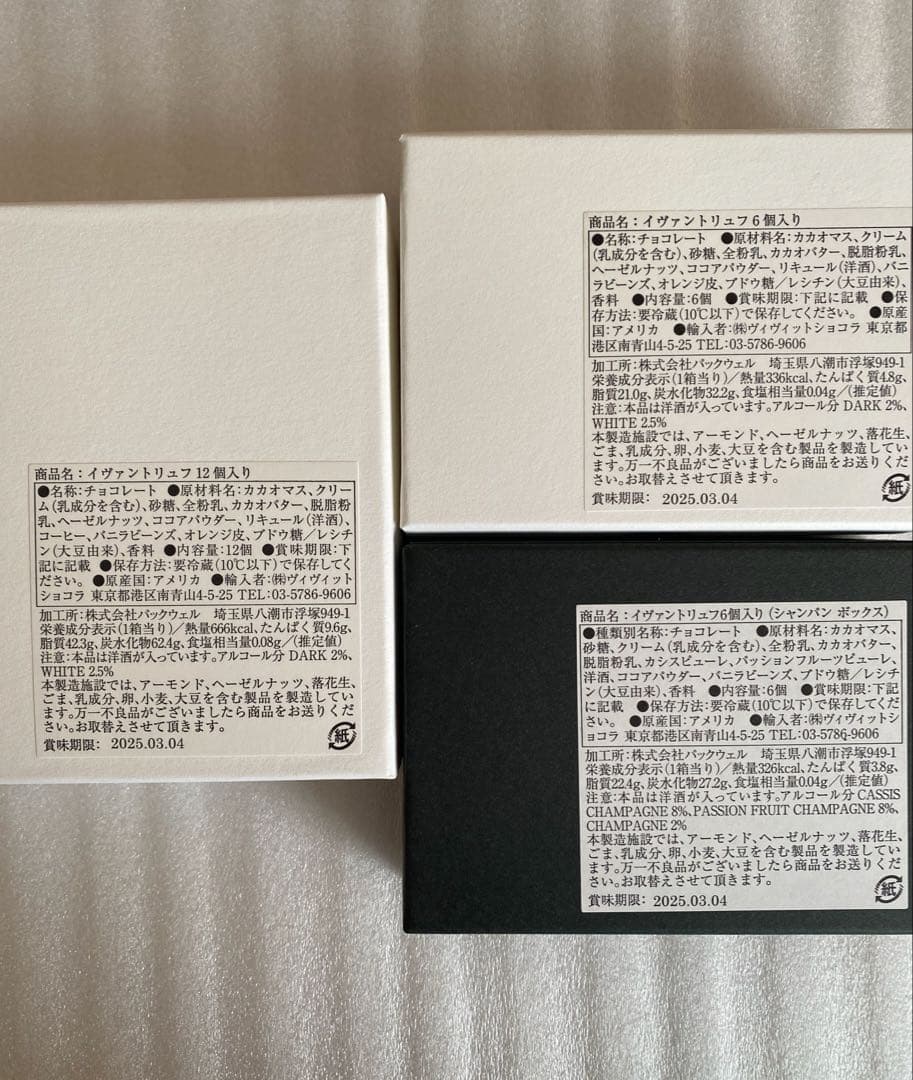 商品名：イヴァントリュフ 12 個入り
●名称：チョコレート　●原材料名：カカオマス、クリー
ム（乳成分を含む）、砂糖、全粉乳、カカオバター、脱脂粉
乳、ヘーゼルナッツ、ココアパウダー、リキュール（洋酒）、
コーヒー、バニラビーンズ、オレンジ皮、ブドウ糖／レシチン
（大豆由来）、香料　●内容量：12個　●賞味期限：下
記に記載　●保存方法：要冷蔵（10℃以下）で保存してくだ
さい。　●原産国：アメリカ　●輸入者：㈱ヴィヴィット
ショコラ 東京都港区南青山4-5-25 TEL：03-5786-9606
加工所：株式会社パックウェル　埼玉県八潮市浮塚949-1
栄養成分表示（1箱当り）／熱量666kcal、たんぱく質9.6g、
脂質42.3g、炭水化物62.4g、食塩相当量0.08g／（推定値）
注意：本品は洋酒が入っています。アルコール分 DARK 2%、
WHITE 2.5%
本製造施設では、アーモンド、ヘーゼルナッツ、落花生、
ごま、乳成分、卵、小麦、大豆を含む製品を製造していま
す。万一不良品がございましたら商品をお送りくださ
い。お取替えさせて頂きます。
賞味期限：　2025.03.04
紙
商品名：イヴァントリュフ 6 個入り
●名称：チョコレート　●原材料名：カカオマス、クリーム
（乳成分を含む）、砂糖、全粉乳、カカオバター、脱脂粉乳、
ヘーゼルナッツ、ココアパウダー、リキュール（洋酒）、バニ
ラビーンズ、オレンジ皮、ブドウ糖／レシチン（大豆由来）、
香料　●内容量：6個　●賞味期限：下記に記載　●保
存方法：要冷蔵（10℃以下）で保存してください。　●原産
国：アメリカ　●輸入者：㈱ヴィヴィットショコラ 東京都
港区南青山4-5-25 TEL：03-5786-9606
加工所：株式会社パックウェル　埼玉県八潮市浮塚949-1
栄養成分表示（1箱当り）／熱量336kcal、たんぱく質4.8g、
脂質21.0g、炭水化物32.2g、食塩相当量0.04g／（推定値）
注意：本品は洋酒が入っています。アルコール分 DARK 2%、
WHITE 2.5%
本製造施設では、アーモンド、ヘーゼルナッツ、落花生、
ごま、乳成分、卵、小麦、大豆を含む製品を製造していま
す。万一不良品がございましたら商品をお送りくださ
い。お取替えさせて頂きます。
賞味期限：　2025.03.04
紙
商品名：イヴァントリュフ6個入り（シャンパン ボックス）
●種類別名称：チョコレート　●原材料名：カカオマス、
砂糖、クリーム（乳成分を含む）、全粉乳、カカオバター、
脱脂粉乳、カシスピューレ、パッションフルーツピューレ、
洋酒、ココアパウダー、バニラビーンズ、ブドウ糖／レシチン
（大豆由来）、香料　●内容量：6個　●賞味期限：下記
に記載　●保存方法：要冷蔵（10℃以下）で保存してくださ
い。　●原産国：アメリカ　●輸入者：㈱ヴィヴィットシ
ョコラ 東京都港区南青山4-5-25 TEL：03-5786-9606
加工所：株式会社パックウェル　埼玉県八潮市浮塚949-1
栄養成分表示（1箱当り）／熱量326kcal、たんぱく質3.8g、
脂質22.4g、炭水化物27.2g、食塩相当量0.04g／（推定値）
注意：本品は洋酒が入っています。アルコール分 CASSIS
CHAMPAGNE 8%、PASSION FRUIT CHAMPAGNE 8%、
CHAMPAGNE 2%
本製造施設では、アーモンド、ヘーゼルナッツ、落花生、
ごま、乳成分、卵、小麦、大豆を含む製品を製造していま
す。万一不良品がございましたら商品をお送りくださ
い。お取替えさせて頂きます。
賞味期限：　2025.03.04
紙